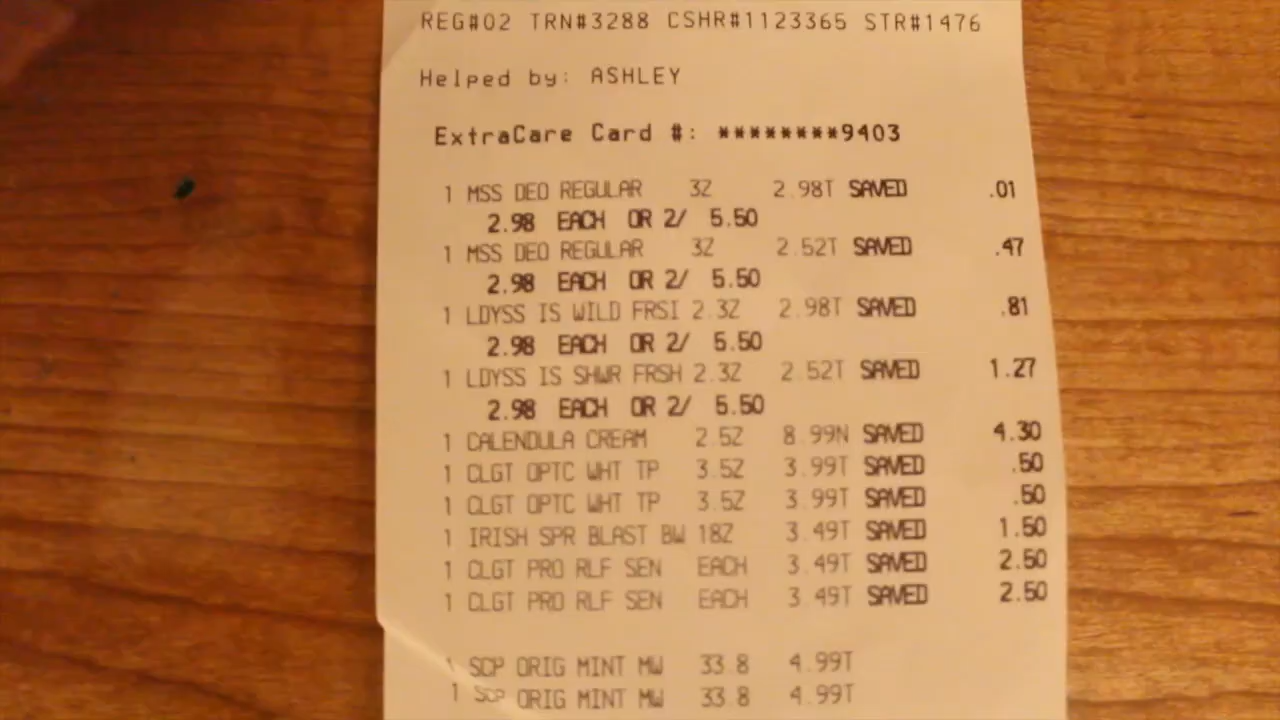 REG#02 TRN#3288 CSHR#1123365 STR#1476
Helped by: ASHLEY
ExtraCare Card #: ********9403
1 MSS DEO REGULAR 3Z 2.98T SAVED .01
2.98 EACH OR 2/ 5.50
1 MSS DEO REGULAR 3Z 2.52T SAVED .47
2.98 EACH OR 2/ 5.50
1 LDYSS IS WILD FRSI 2.3Z 2.98T SAVED .81
2.98 EACH OR 2/ 5.50
1 LDYSS IS SHWR FRSH 2.3Z 2.52T SAVED 1.27
2.98 EACH OR 2/ 5.50
1 CALENDULA CREAM 2.5Z 8.99N SAVED 4.30
1 CLGT OPTC WHT TP 3.5Z 3.99T SAVED .50
1 CLGT OPTC WHT TP 3.5Z 3.99T SAVED .50
1 IRISH SPR BLAST BW 18Z 3.49T SAVED 1.50
1 CLGT PRO RLF SEN EACH 3.49T SAVED 2.50
1 CLGT PRO RLF SEN EACH 3.49T SAVED 2.50
1 SCP ORIG MINT MW 33.8 4.99T
1 SCP ORIG MINT MW 33.8 4.99T